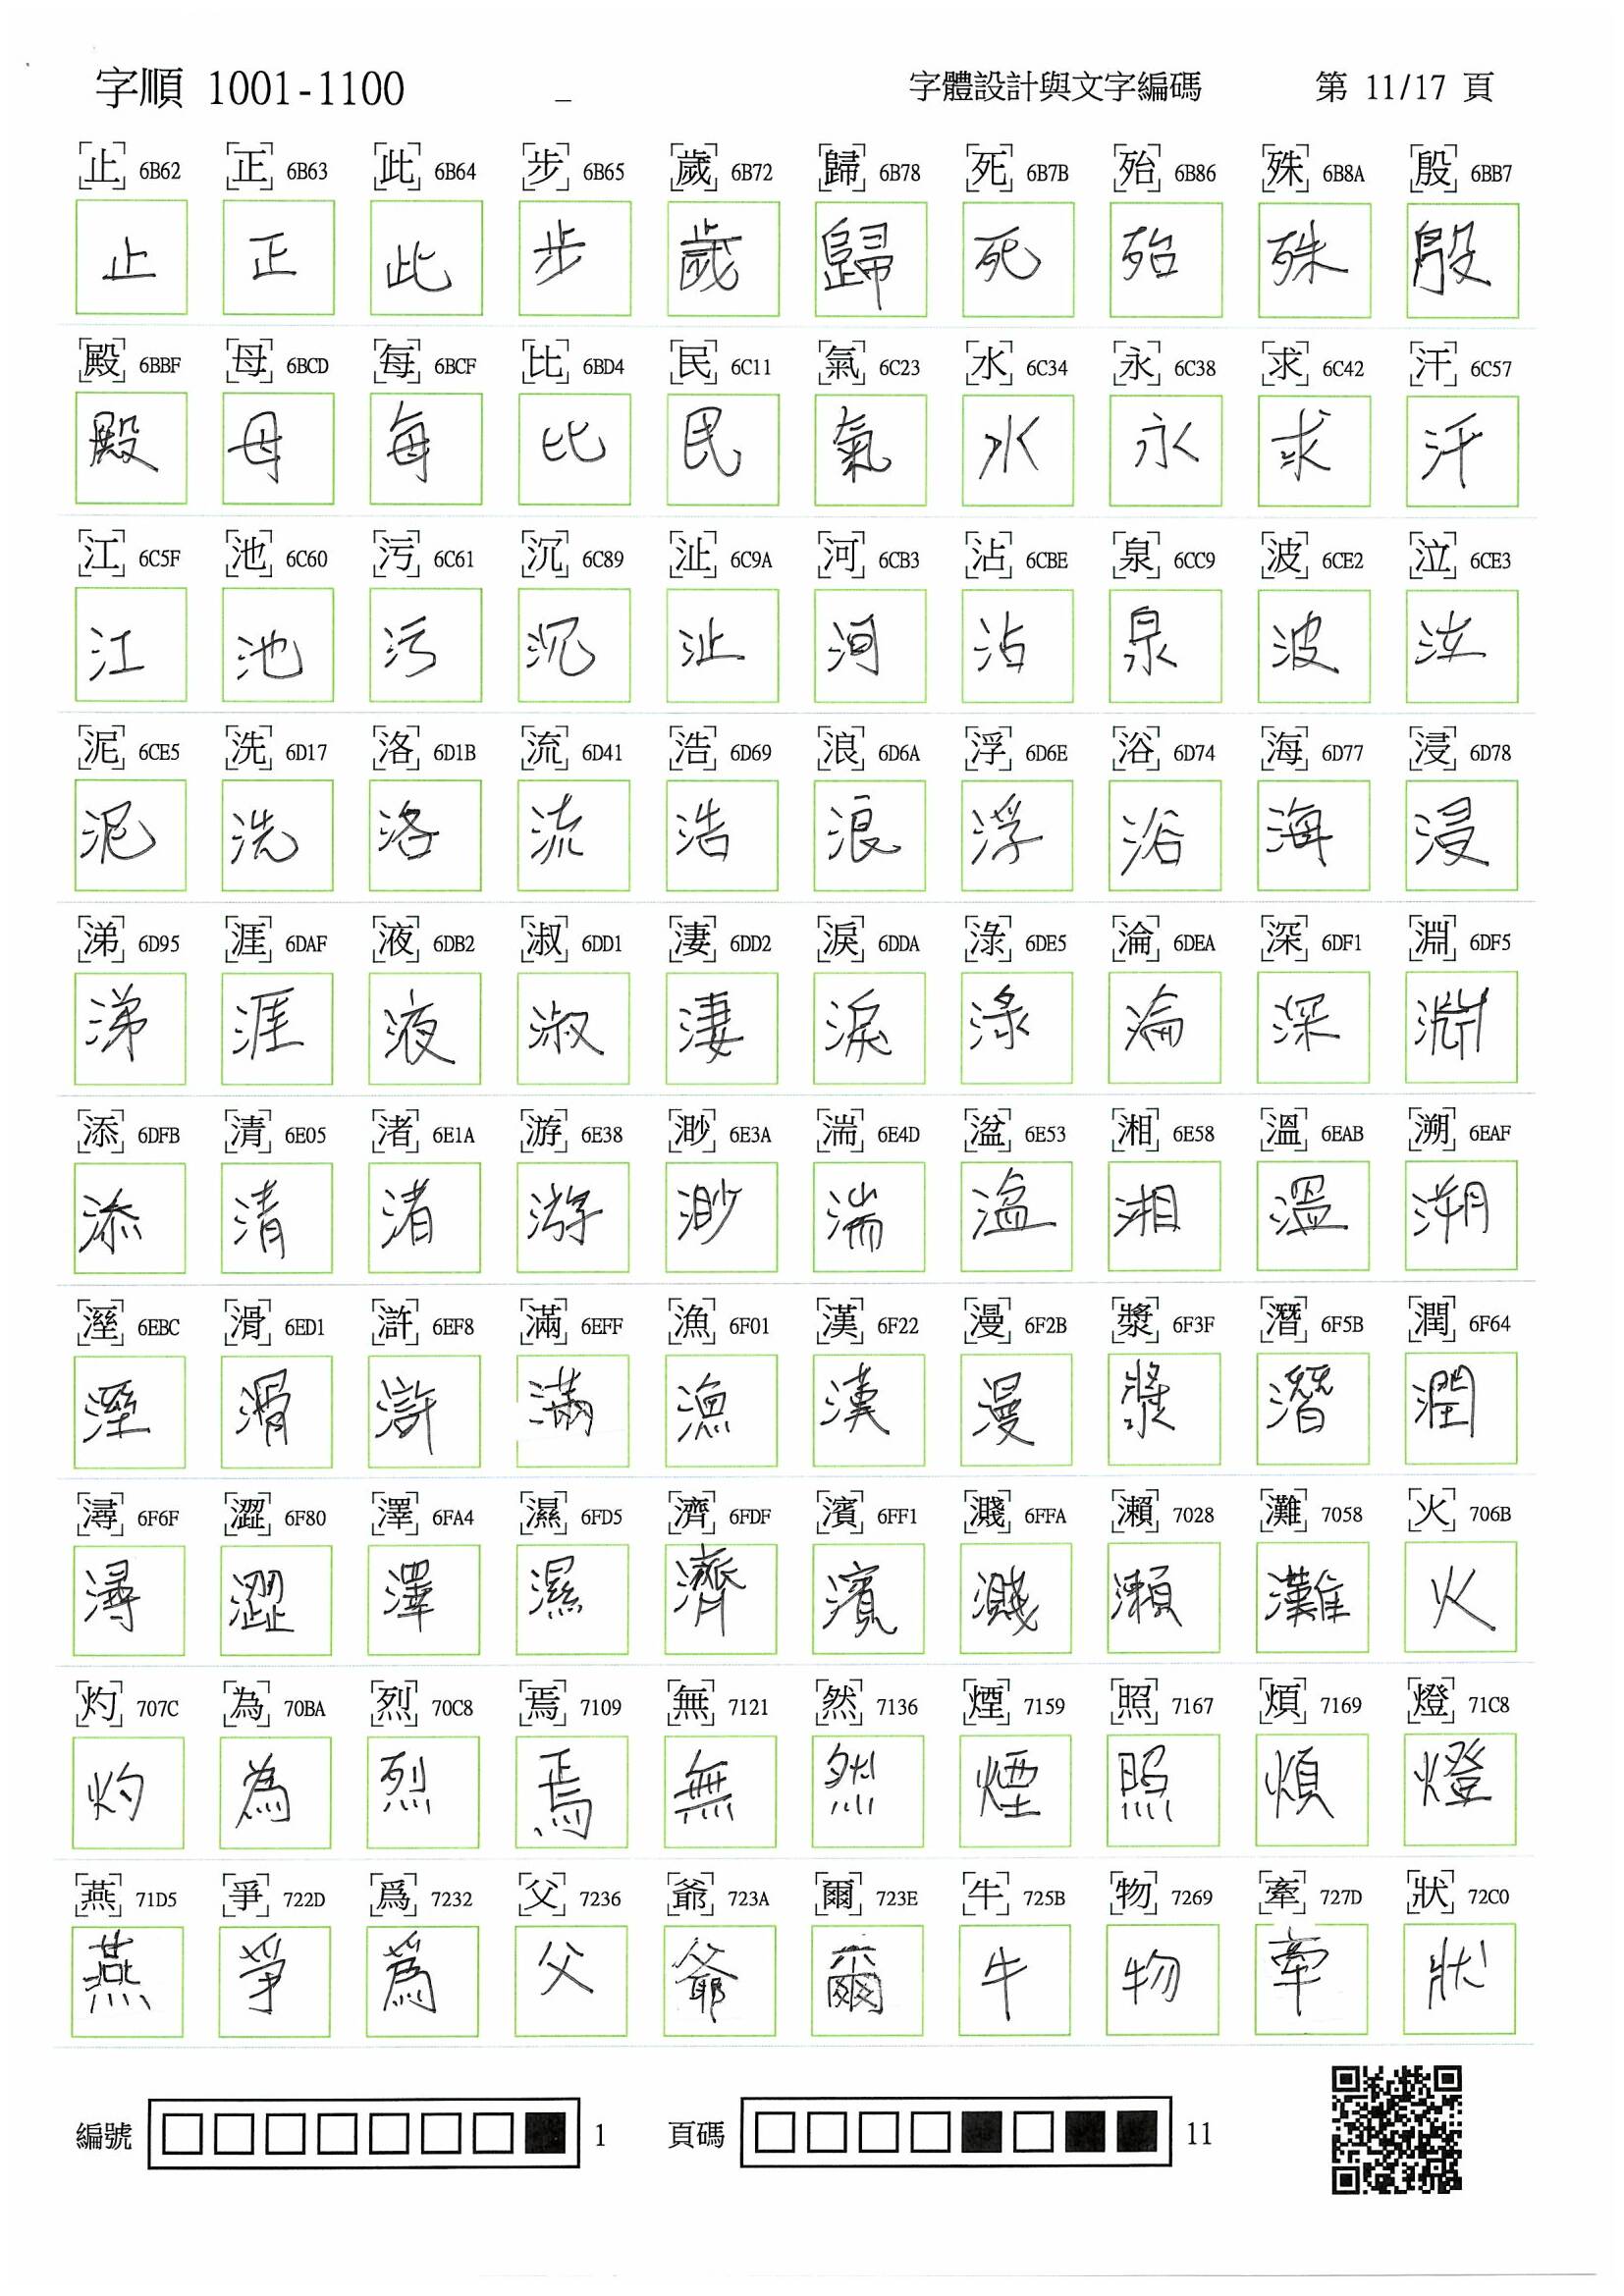 字順 1001-1100 _ 字體設計與文字編碼 第 11/17 頁
止 6B62 正 6B63 此 6B64 步 6B65 歲 6B72 歸 6B78 死 6B7B 殆 6B86 殊 6B8A 殷 6BB7
止 正 此 步 歲 歸 死 殆 殊 殷
殿 6BBF 母 6BCD 每 6BCF 比 6BD4 民 6C11 氣 6C23 水 6C34 永 6C38 求 6C42 汗 6C57
殿 母 每 比 民 氣 水 永 求 汗
江 6C5F 池 6C60 污 6C61 沉 6C89 沚 6C9A 河 6CB3 沾 6CBE 泉 6CC9 波 6CE2 泣 6CE3
江 池 污 沉 沚 河 沾 泉 波 泣
泥 6CE5 洗 6D17 洛 6D1B 流 6D41 浩 6D69 浪 6D6A 浮 6D6E 浴 6D74 海 6D77 浸 6D78
泥 洗 洛 流 浩 浪 浮 浴 海 浸
涕 6D95 涯 6DAF 液 6DB2 淑 6DD1 淒 6DD2 淚 6DDA 淥 6DE5 淪 6DEA 深 6DF1 淵 6DF5
涕 涯 液 淑 淒 淚 淥 淪 深 淵
添 6DFB 清 6E05 渚 6E1A 游 6E38 渺 6E3A 湍 6E4D 湓 6E53 湘 6E58 溫 6EAB 溯 6EAF
添 清 渚 游 渺 湍 湓 湘 溫 溯
溼 6EBC 滑 6ED1 滸 6EF8 滿 6EFF 漁 6F01 漢 6F22 漫 6F2B 漿 6F3F 潛 6F5B 潤 6F64
溼 滑 滸 滿 漁 漢 漫 漿 潛 潤
潯 6F6F 澀 6F80 澤 6FA4 濕 6FD5 濟 6FDF 濱 6FF1 濺 6FFA 瀨 7028 灘 7058 火 706B
潯 澀 澤 濕 濟 濱 濺 瀨 灘 火
灼 707C 為 70BA 烈 70C8 焉 7109 無 7121 然 7136 煙 7159 照 7167 煩 7169 燈 71C8
灼 為 烈 焉 無 然 煙 照 煩 燈
燕 71D5 爭 722D 爲 7232 父 7236 爺 723A 爾 723E 牛 725B 物 7269 牽 727D 狀 72C0
燕 爭 爲 父 爺 爾 牛 物 牽 狀
編號 1 頁碼 11